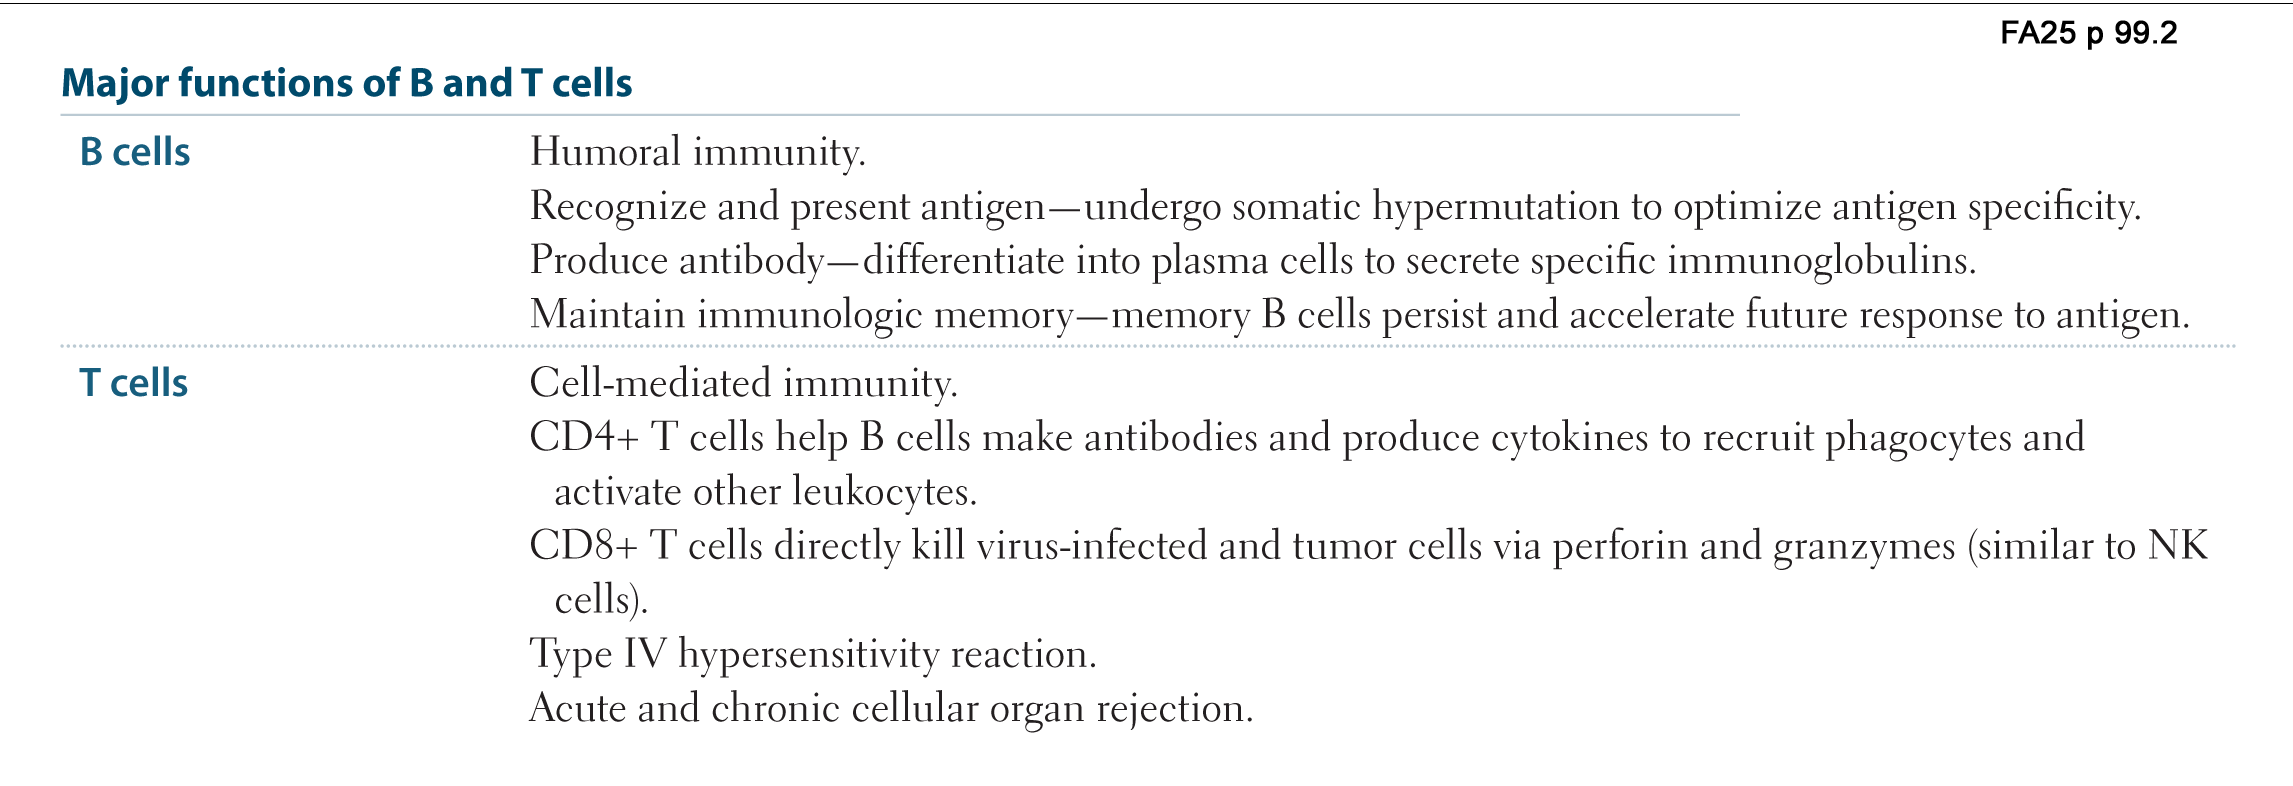 FA25 p 99.2
Major functions of B and T cells
B cells
Humoral immunity.
Recognize and present antigen—undergo somatic hypermutation to optimize antigen specificity.
Produce antibody—differentiate into plasma cells to secrete specific immunoglobulins.
Maintain immunologic memory—memory B cells persist and accelerate future response to antigen.
T cells
Cell-mediated immunity.
CD4+ T cells help B cells make antibodies and produce cytokines to recruit phagocytes and
activate other leukocytes.
CD8+ T cells directly kill virus-infected and tumor cells via perforin and granzymes (similar to NK
cells).
Type IV hypersensitivity reaction.
Acute and chronic cellular organ rejection.